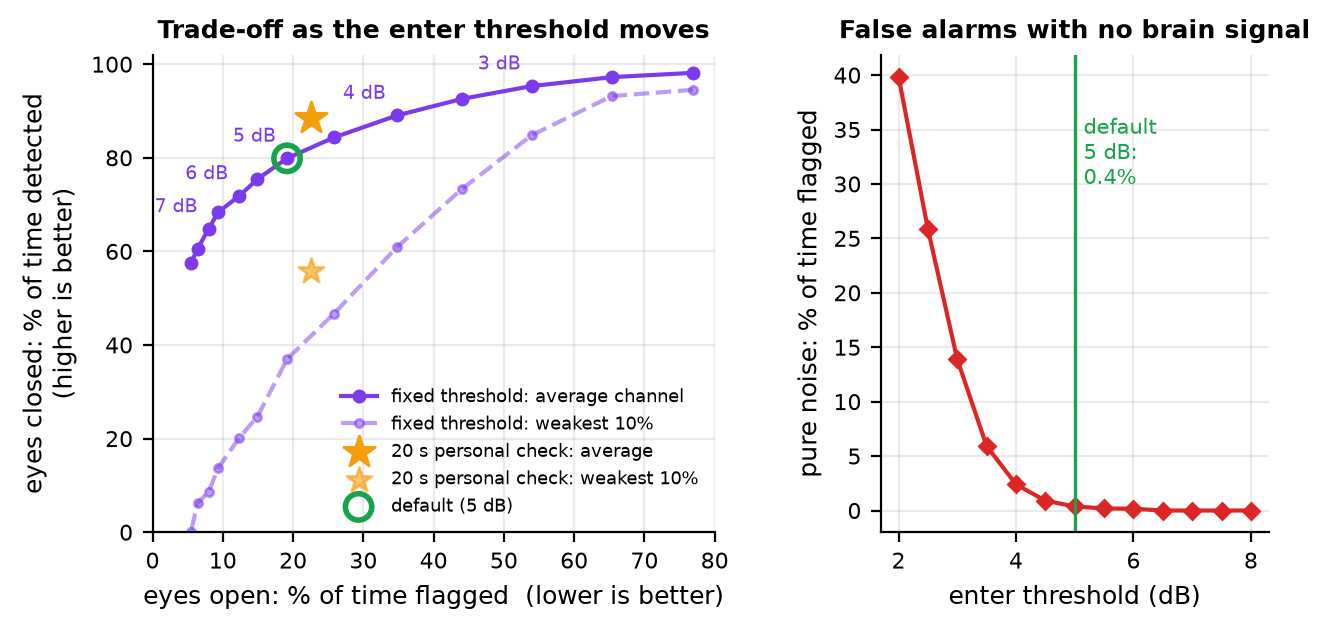 Trade-off as the enter threshold moves
eyes closed: % of time detected
(higher is better)
100
80
60
40
20
0
3 dB
4 dB
5 dB
6 dB
7 dB
fixed threshold: average channel
fixed threshold: weakest 10%
20 s personal check: average
20 s personal check: weakest 10%
default (5 dB)
0 10 20 30 40 50 60 70 80
eyes open: % of time flagged (lower is better)
False alarms with no brain signal
pure noise: % of time flagged
40
35
30
25
20
15
10
5
0
default
5 dB:
0.4%
2 4 6 8
enter threshold (dB)